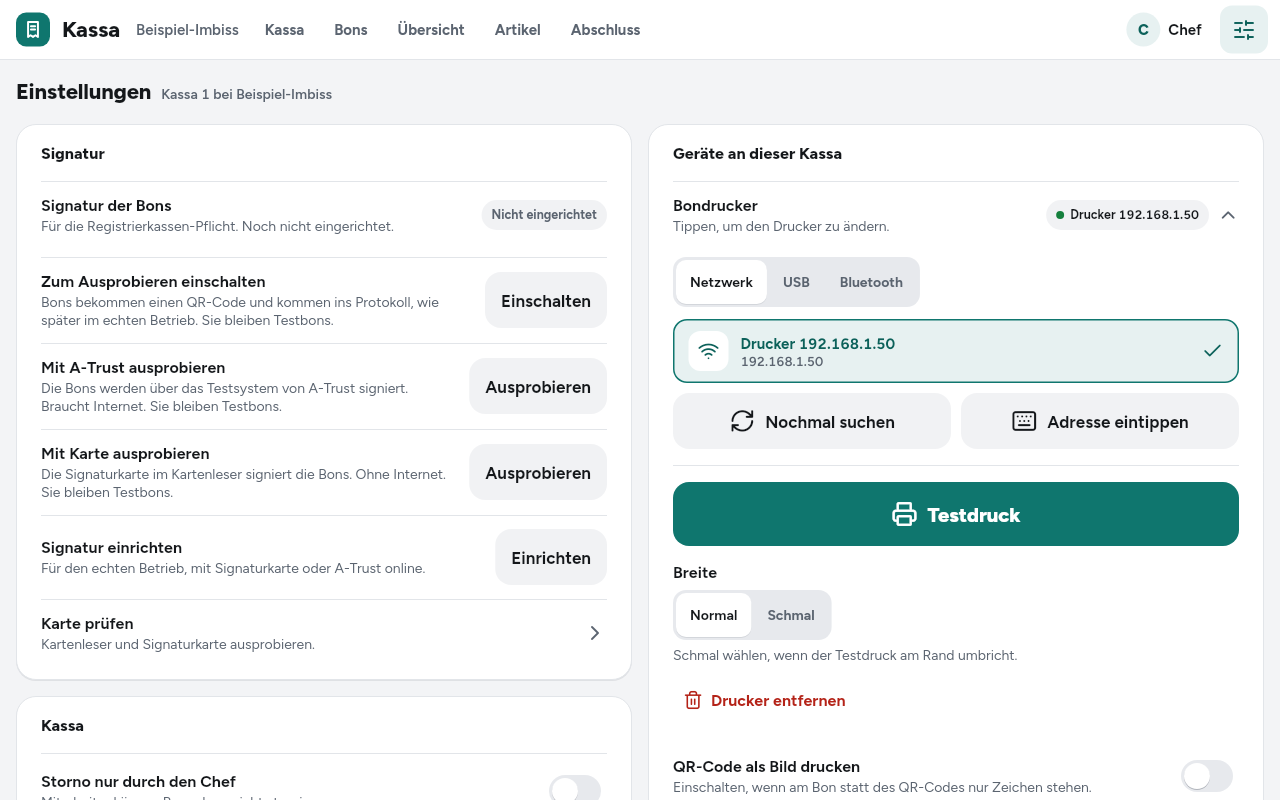 Kassa Beispiel-Imbiss Kassa Bons Übersicht Artikel Abschluss C Chef
Einstellungen Kassa 1 bei Beispiel-Imbiss
Signatur
Signatur der Bons
Für die Registrierkassen-Pflicht. Noch nicht eingerichtet.
Nicht eingerichtet
Zum Ausprobieren einschalten
Bons bekommen einen QR-Code und kommen ins Protokoll, wie
später im echten Betrieb. Sie bleiben Testbons.
Einschalten
Mit A-Trust ausprobieren
Die Bons werden über das Testsystem von A-Trust signiert.
Braucht Internet. Sie bleiben Testbons.
Ausprobieren
Mit Karte ausprobieren
Die Signaturkarte im Kartenleser signiert die Bons. Ohne Internet.
Sie bleiben Testbons.
Ausprobieren
Signatur einrichten
Für den echten Betrieb, mit Signaturkarte oder A-Trust online.
Einrichten
Karte prüfen
Kartenleser und Signaturkarte ausprobieren.
Kassa
Storno nur durch den Chef
Geräte an dieser Kassa
Bondrucker
Tippen, um den Drucker zu ändern.
Drucker 192.168.1.50
Netzwerk USB Bluetooth
Drucker 192.168.1.50
192.168.1.50
Nochmal suchen Adresse eintippen
Testdruck
Breite
Normal Schmal
Schmal wählen, wenn der Testdruck am Rand umbricht.
Drucker entfernen
QR-Code als Bild drucken
Einschalten, wenn am Bon statt des QR-Codes nur Zeichen stehen.